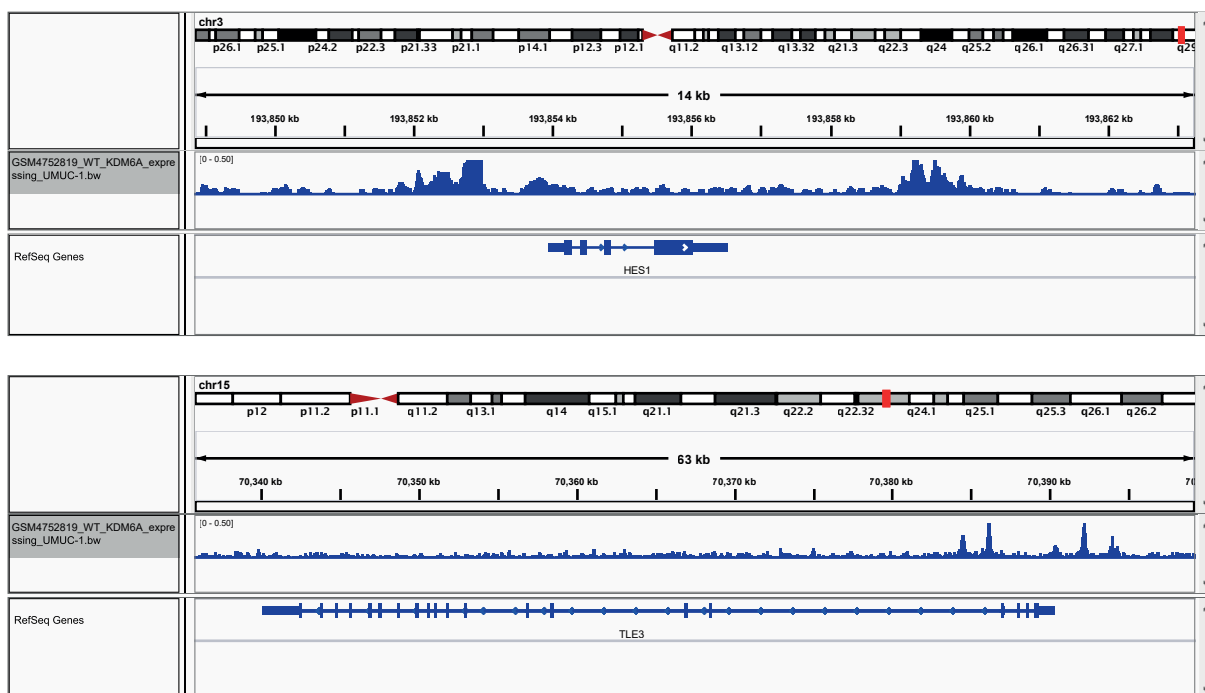 chr3
p26.1 p25.1 p24.2 p22.3 p21.33 p21.1 p14.1 p12.3 p12.1 q11.2 q13.12 q13.32 q21.3 q22.3 q24 q25.2 q26.1 q26.31 q27.1 q29
14 kb
193,850 kb 193,852 kb 193,854 kb 193,856 kb 193,858 kb 193,860 kb 193,862 kb
GSM4752819_WT_KDM6A_expre
ssing_UMUC-1.bw
[0 - 0.50]
RefSeq Genes
HES1
chr15
p12 p11.2 p11.1 q11.2 q13.1 q14 q15.1 q21.1 q21.3 q22.2 q22.32 q24.1 q25.1 q25.3 q26.1 q26.2
63 kb
70,340 kb 70,350 kb 70,360 kb 70,370 kb 70,380 kb 70,390 kb
GSM4752819_WT_KDM6A_expre
ssing_UMUC-1.bw
[0 - 0.50]
RefSeq Genes
TLE3